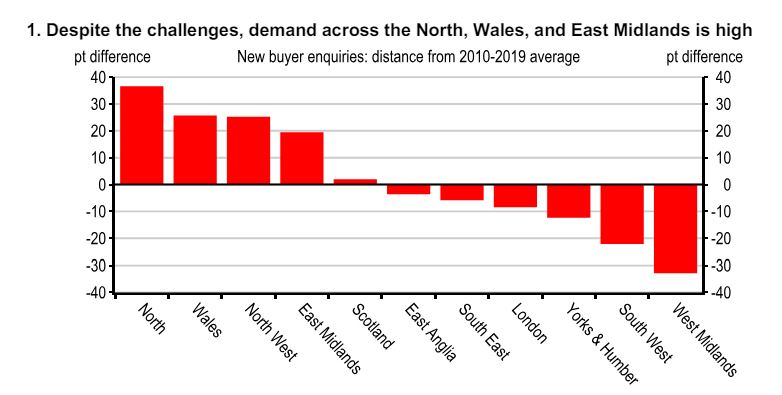 1. Despite the challenges, demand across the North, Wales, and East Midlands is high
pt difference New buyer enquiries: distance from 2010-2019 average pt difference
40 40
30 30
20 20
10 10
0 0
-10 -10
-20 -20
-30 -30
-40 -40
North
Wales
North West
East Midlands
Scotland
East Anglia
South East
London
Yorks & Humber
South West
West Midlands